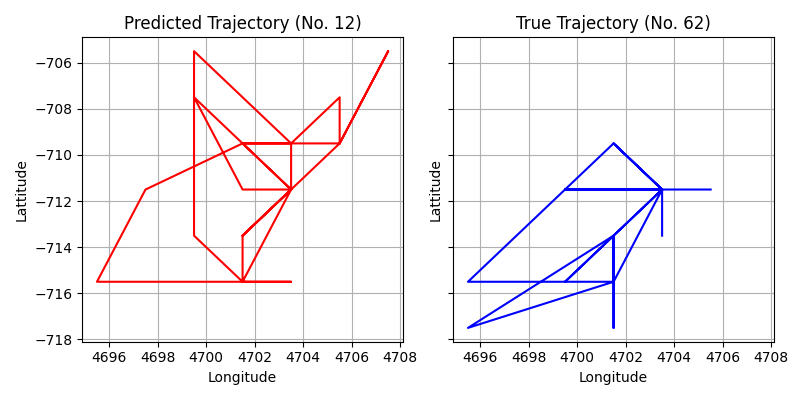 Predicted Trajectory (No. 12)
True Trajectory (No. 62)
Lattitude
−706
−708
−710
−712
−714
−716
−718
4696 4698 4700 4702 4704 4706 4708
Longitude
Lattitude
4696 4698 4700 4702 4704 4706 4708
Longitude